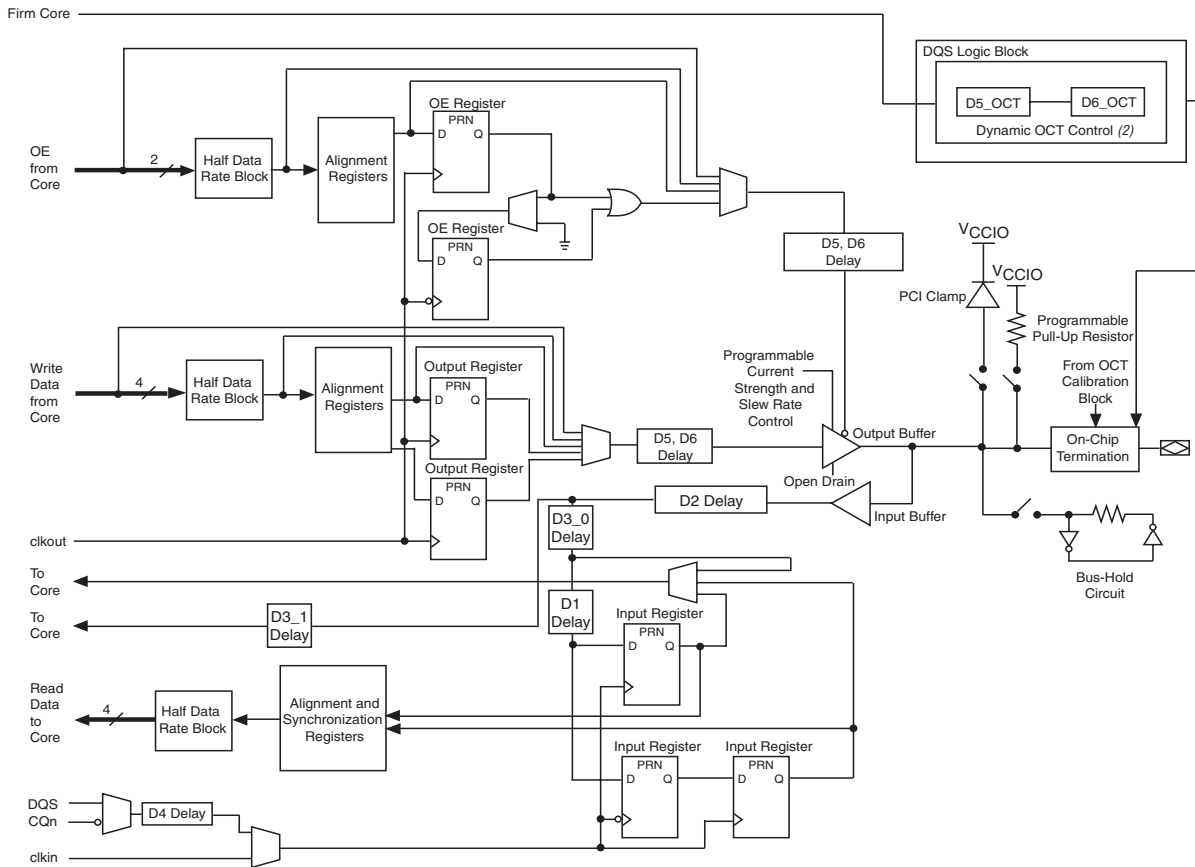 Firm Core
DQS Logic Block
D5_OCT
D6_OCT
Dynamic OCT Control (2)
OE
from
Core
2
Half Data
Rate Block
Alignment
Registers
OE Register
PRN
D
Q
OE Register
PRN
D
Q
D5, D6
Delay
VCCIO
VCCIO
PCI Clamp
Programmable
Pull-Up Resistor
From OCT
Calibration
Block
On-Chip
Termination
Write
Data
from
Core
4
Half Data
Rate Block
Alignment
Registers
Output Register
PRN
D
Q
Output Register
PRN
D
Q
D5, D6
Delay
Programmable
Current
Strength and
Slew Rate
Control
Output Buffer
Open Drain
Input Buffer
D2 Delay
D3_0
Delay
clkout
To
Core
D1
Delay
Bus-Hold
Circuit
To
Core
D3_1
Delay
Input Register
PRN
D
Q
Read
Data
to
Core
4
Half Data
Rate Block
Alignment and
Synchronization
Registers
Input Register
PRN
D
Q
Input Register
PRN
D
Q
DQS
CQn
D4 Delay
clkin